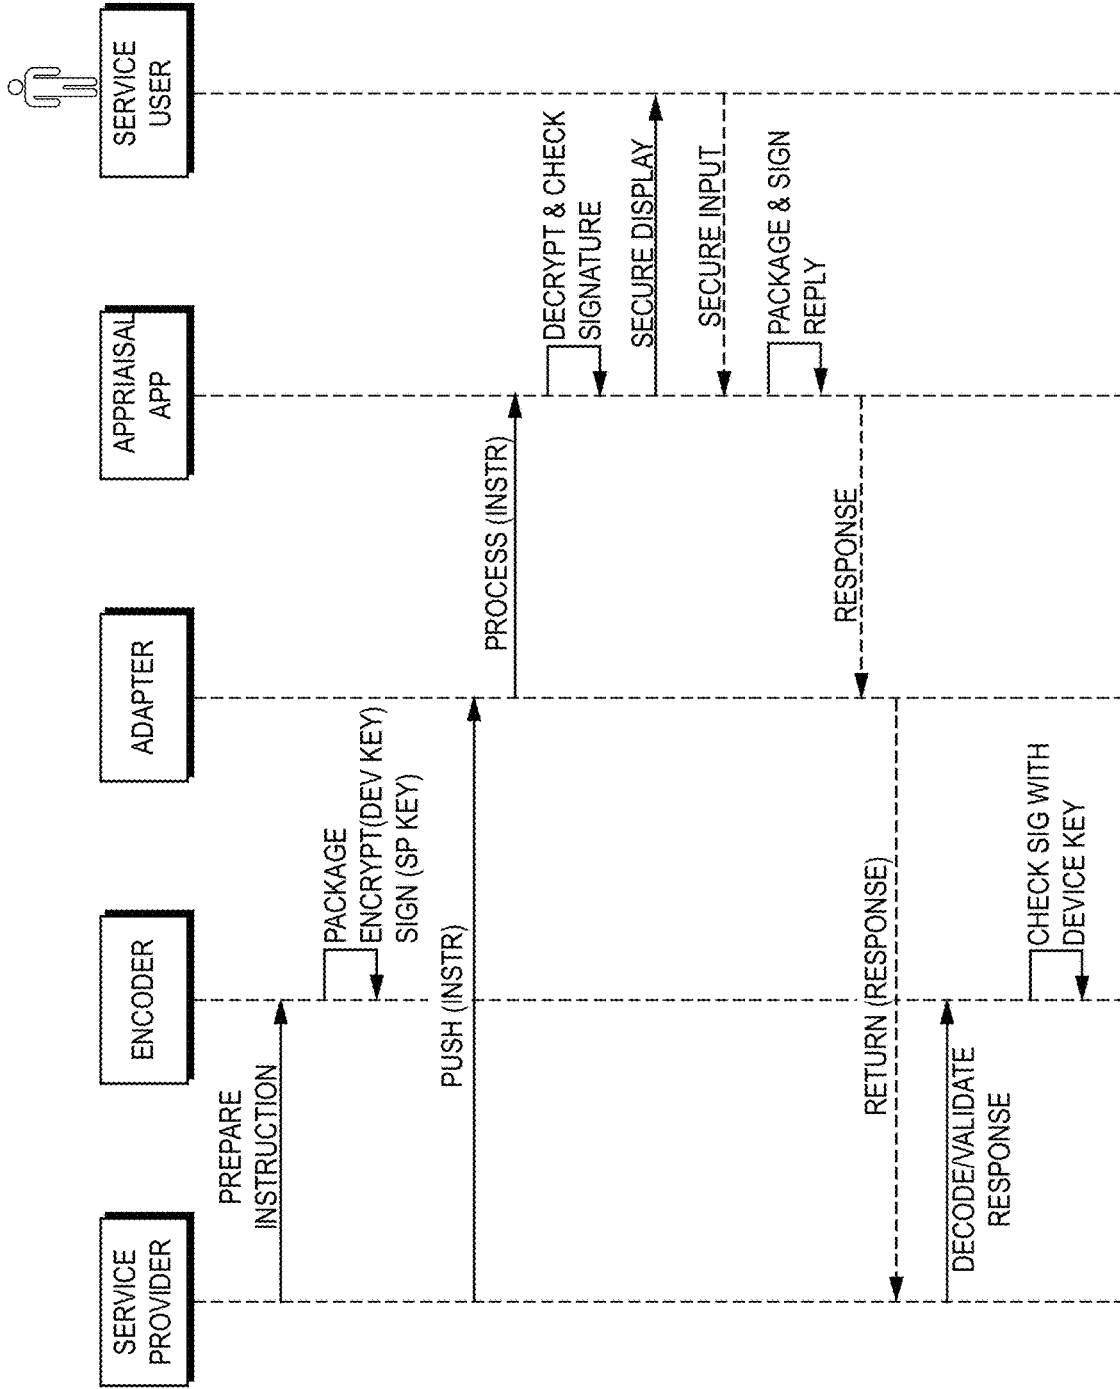 SERVICE
PROVIDER
ENCODER
ADAPTER
APPRIAISAL
APP
SERVICE
USER
PREPARE
INSTRUCTION
PACKAGE
ENCRYPT(DEV KEY)
SIGN (SP KEY)
PUSH (INSTR)
PROCESS (INSTR)
DECRYPT & CHECK
SIGNATURE
SECURE DISPLAY
SECURE INPUT
PACKAGE & SIGN
REPLY
RESPONSE
RETURN (RESPONSE)
DECODE/VALIDATE
RESPONSE
CHECK SIG WITH
DEVICE KEY